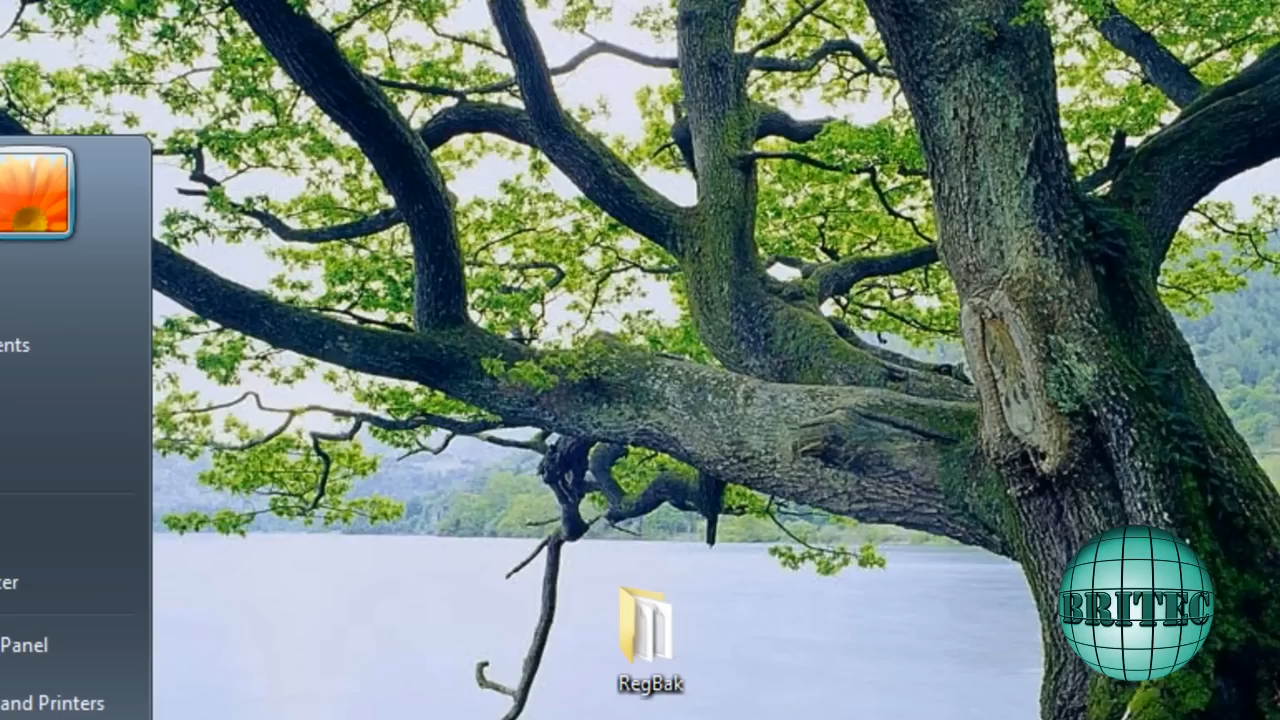 ents
ter
Panel
and Printers
RegBak
BRITEC